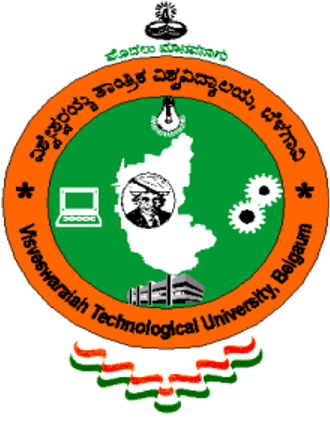 ಮೊದಲು ಮಾನವನಾಗು
ವಿಶ್ವೇಶ್ವರಯ್ಯ ತಾಂತ್ರಿಕ ವಿಶ್ವವಿದ್ಯಾಲಯ, ಬೆಳಗಾವಿ
Visveswaraiah Technological University, Belgaum